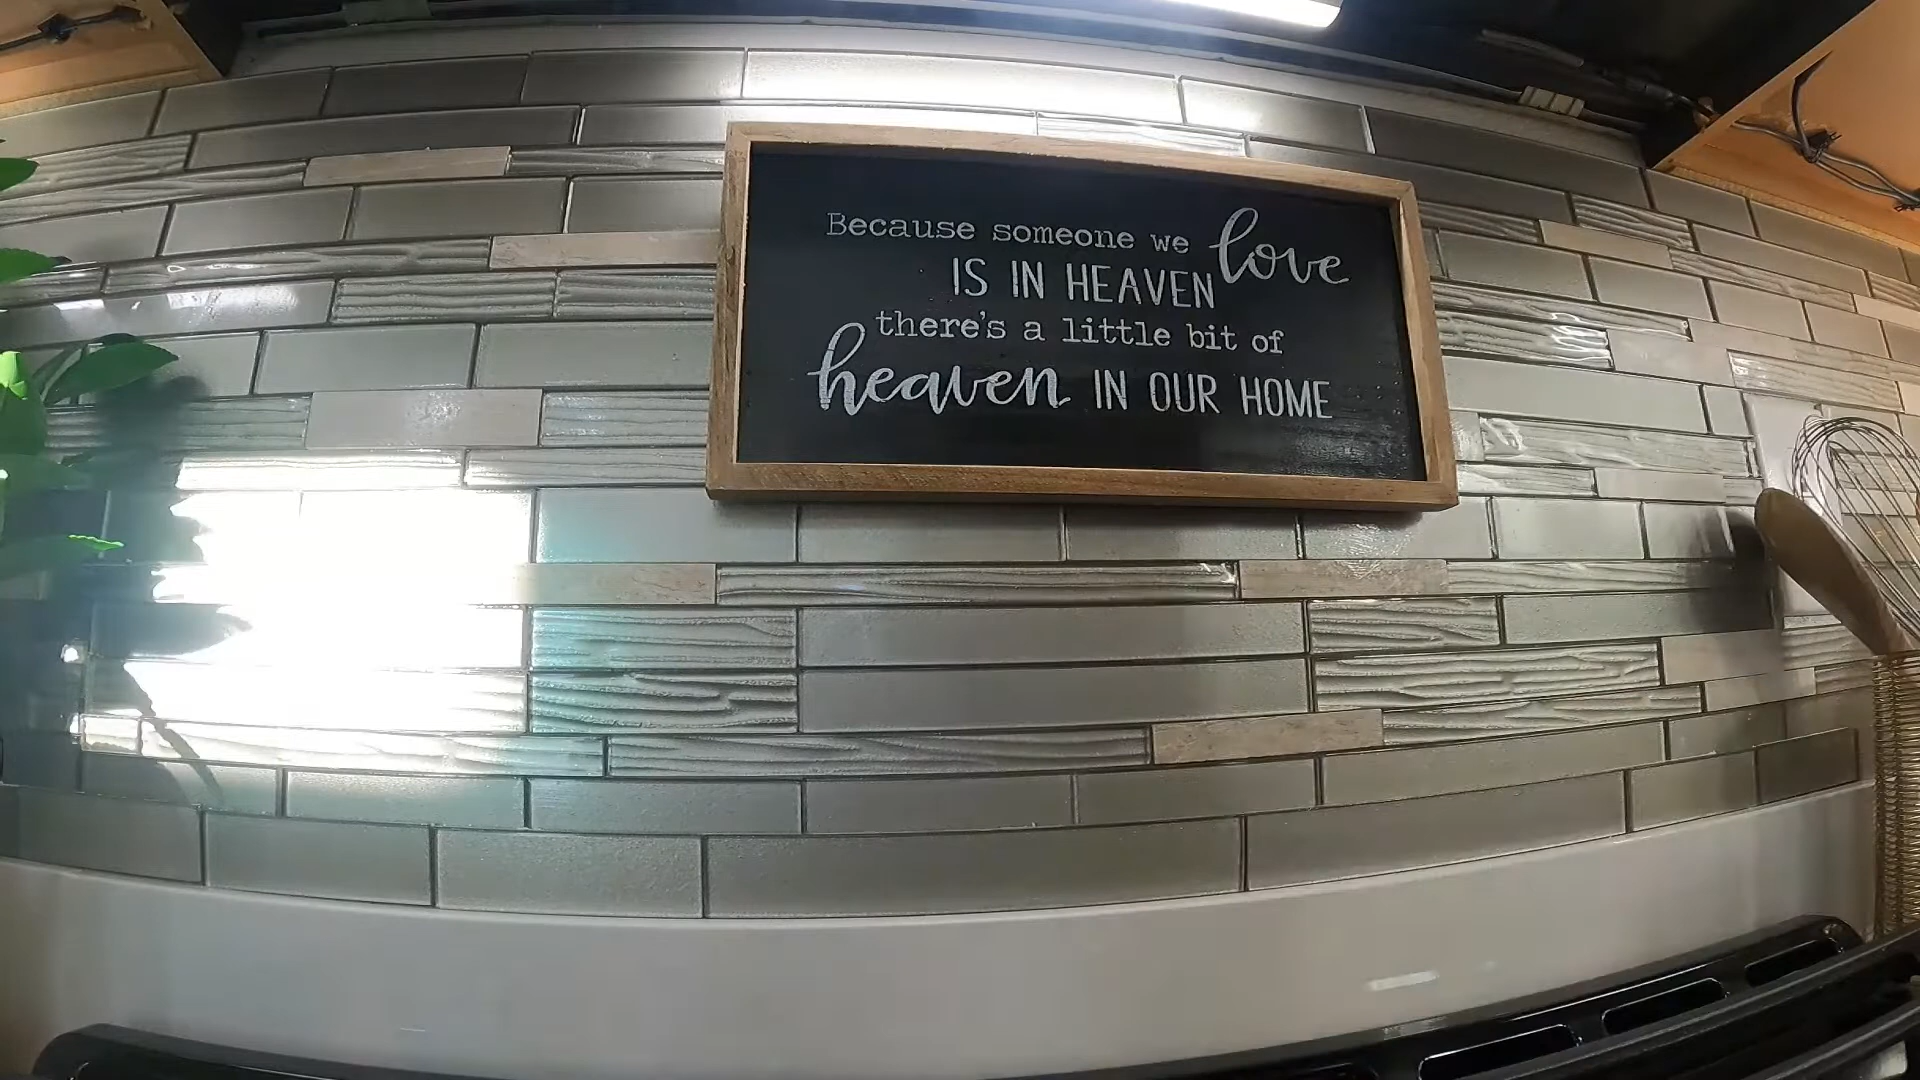 Because someone we love
IS IN HEAVEN
there's a little bit of
heaven IN OUR HOME